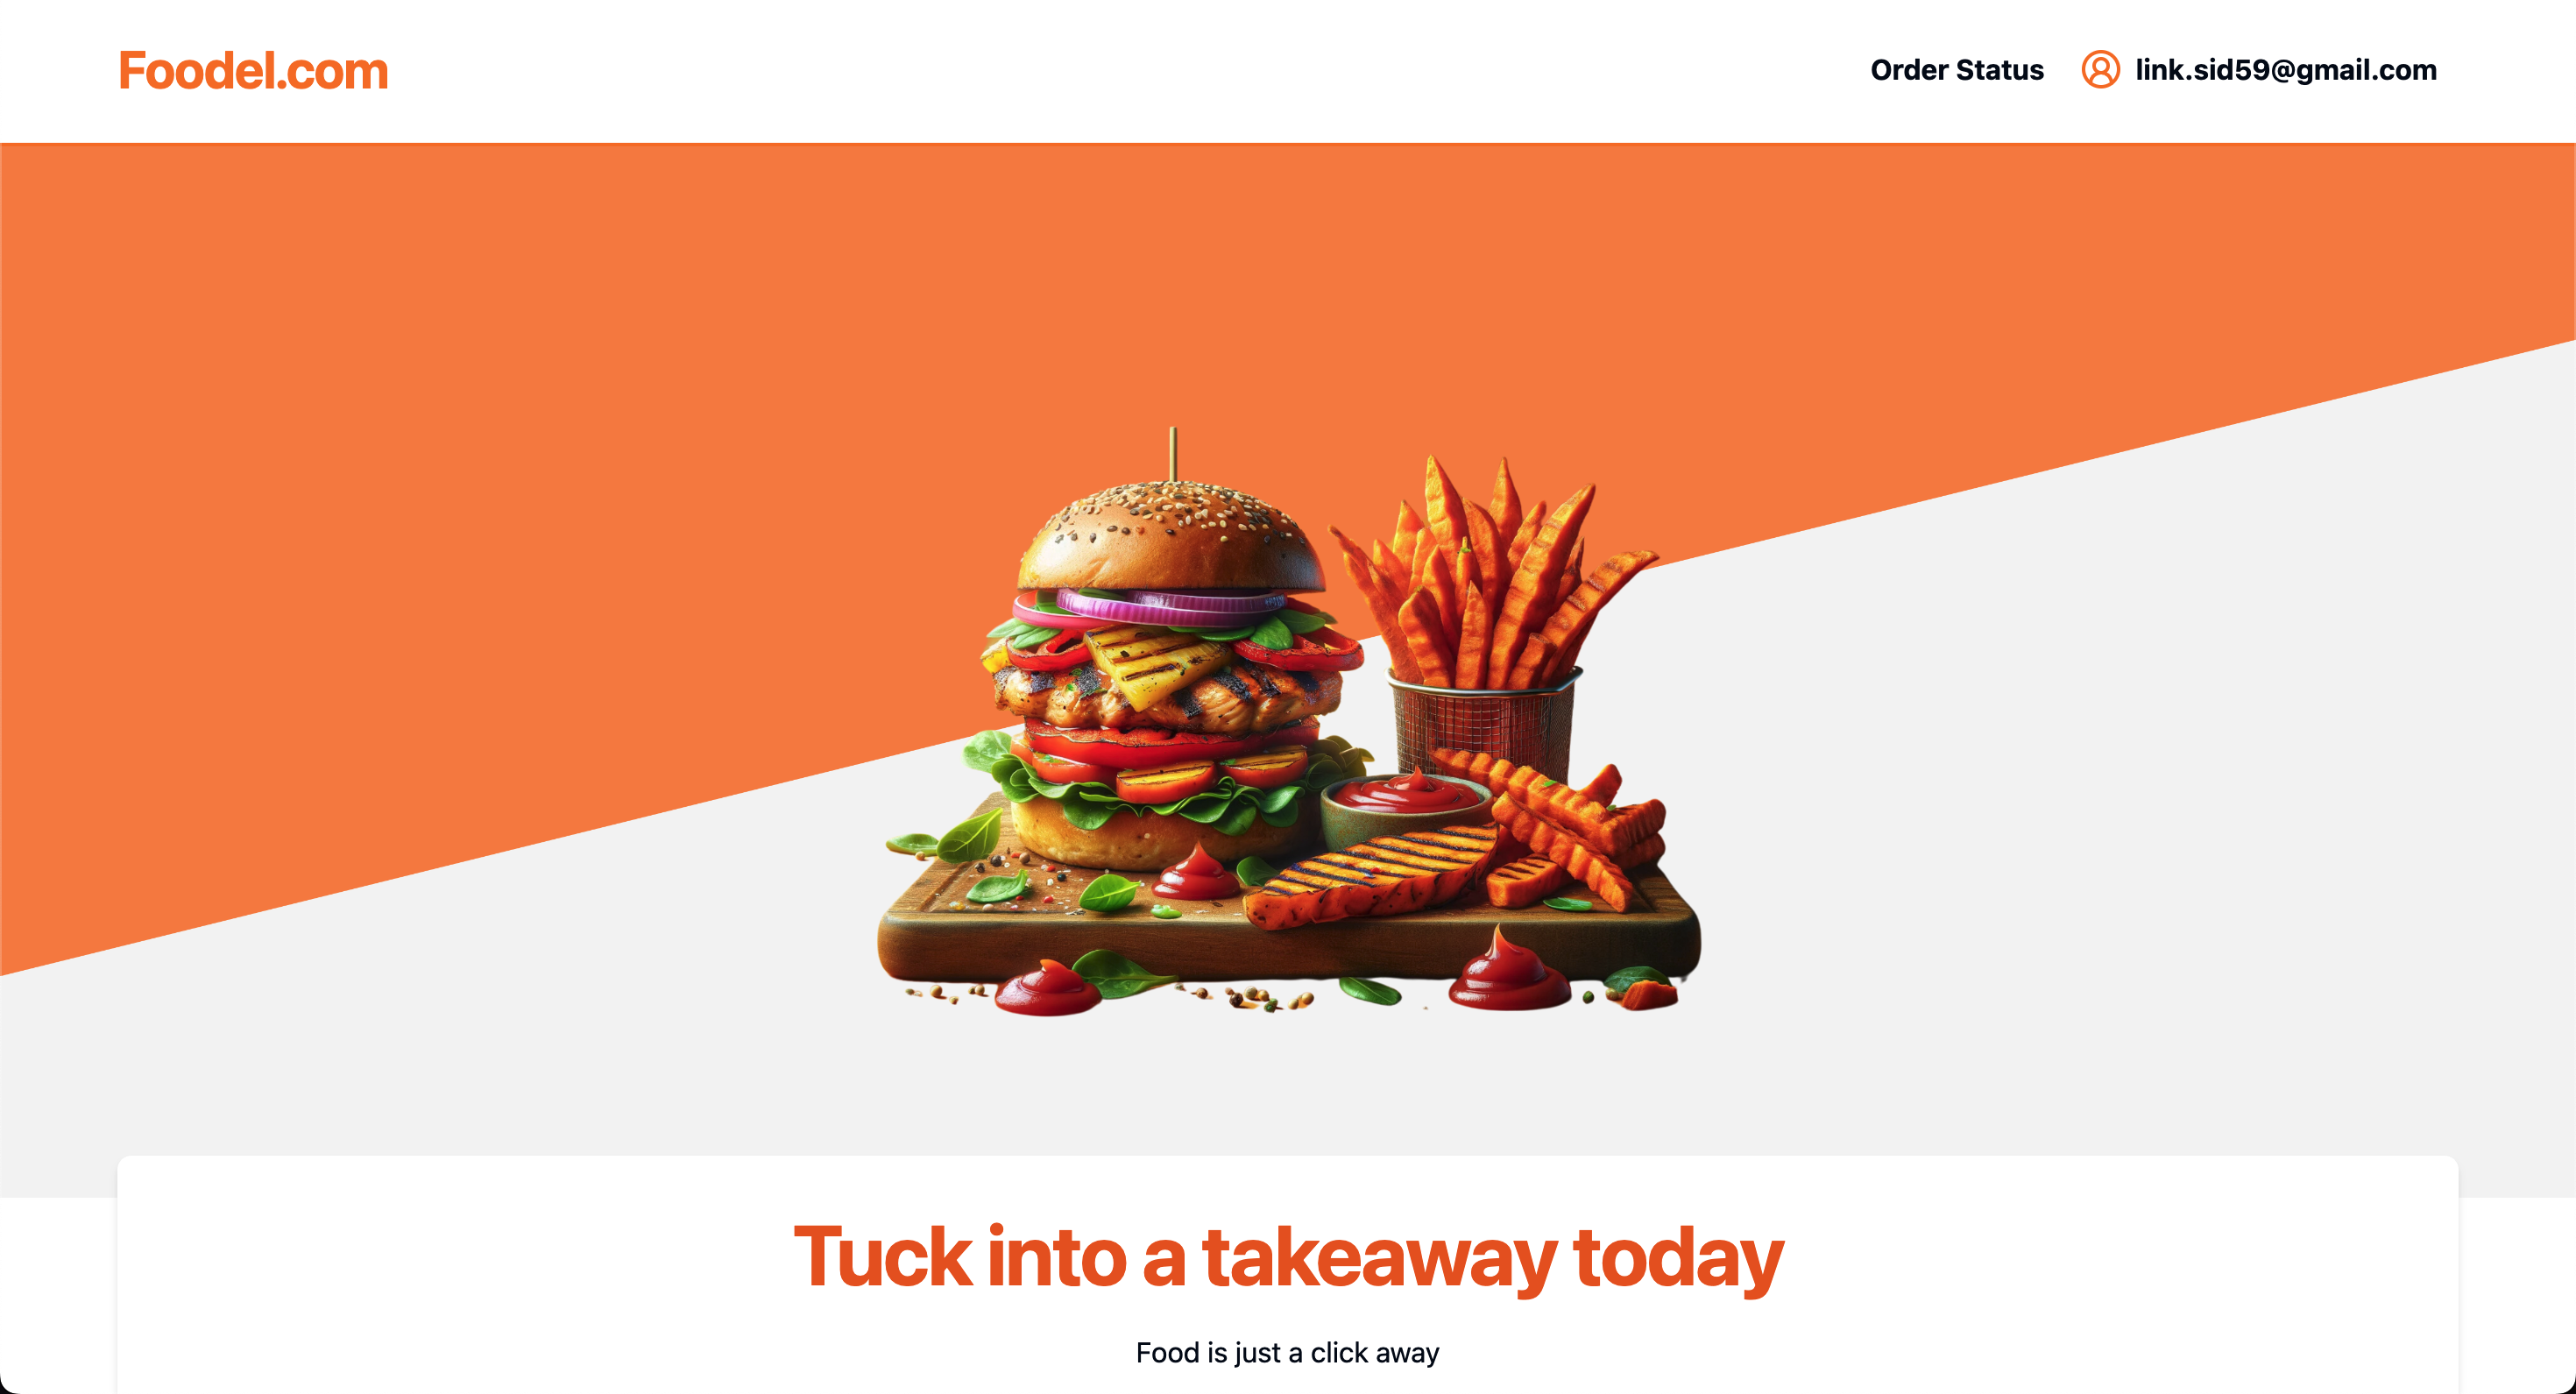 Foodel.com
Order Status
link.sid59@gmail.com
Tuck into a takeaway today
Food is just a click away